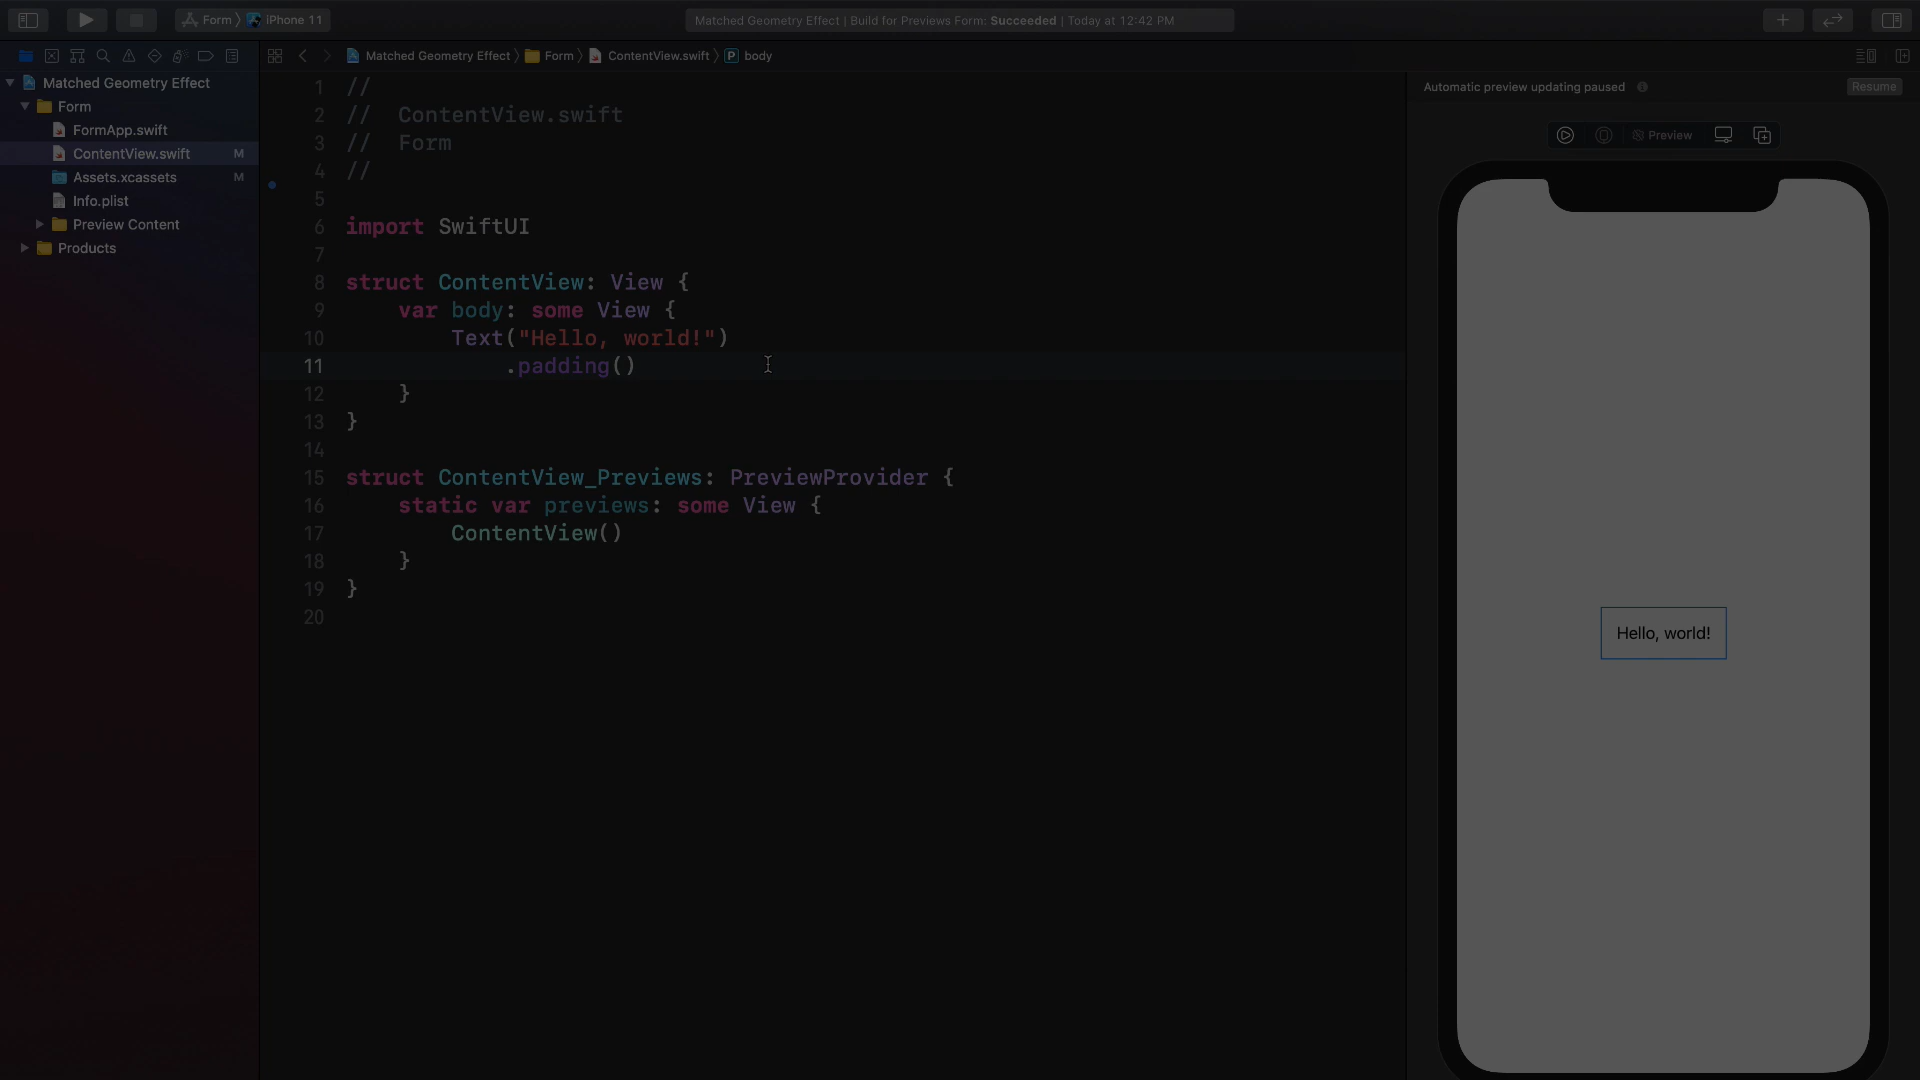 Form 〉 iPhone 11
Matched Geometry Effect | Build for Previews Form: Succeeded | Today at 12:42 PM
Matched Geometry Effect 〉 Form 〉 ContentView.swift 〉 P body
Matched Geometry Effect
Form
FormApp.swift
ContentView.swift M
Assets.xcassets M
Info.plist
Preview Content
Products
1 //
2 //  ContentView.swift
3 //  Form
4 //
5
6 import SwiftUI
7
8 struct ContentView: View {
9     var body: some View {
10         Text("Hello, world!")
11             .padding()
12     }
13 }
14
15 struct ContentView_Previews: PreviewProvider {
16     static var previews: some View {
17         ContentView()
18     }
19 }
20
Automatic preview updating paused
Resume
Preview
Hello, world!